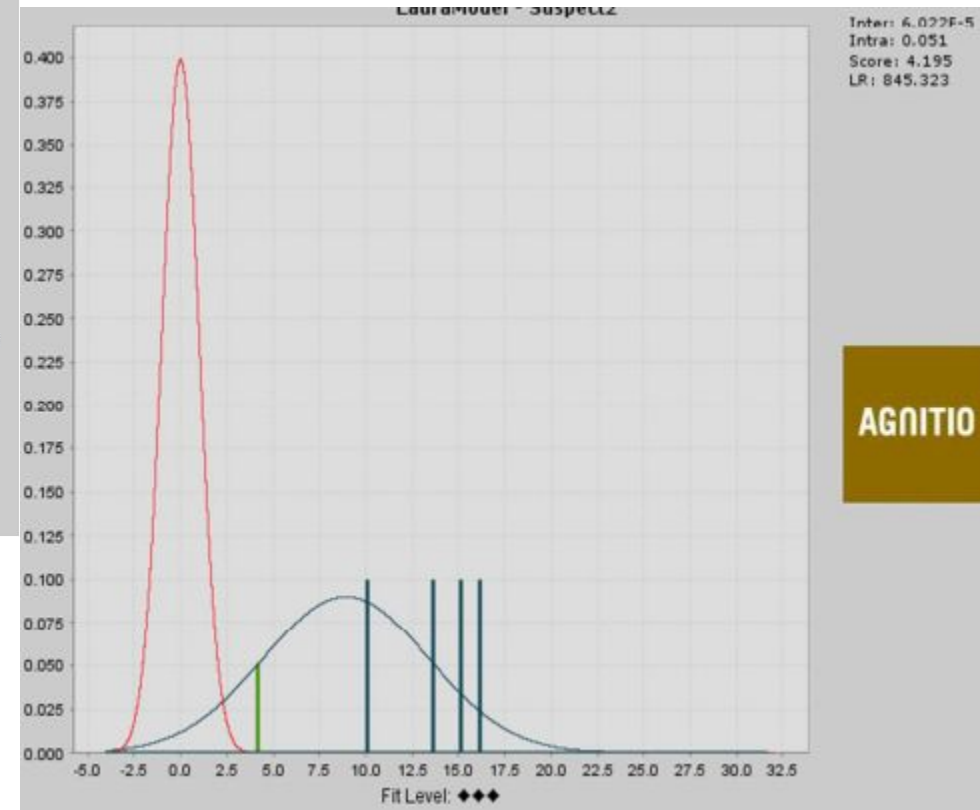 LauraModel - Suspect2
Inter: 6.022E-5
Intra: 0.051
Score: 4.195
LR: 845.323
0.400
0.375
0.350
0.325
0.300
0.275
0.250
0.225
0.200
0.175
0.150
0.125
0.100
0.075
0.050
0.025
0.000
AGNITIO
-5.0 -2.5 0.0 2.5 5.0 7.5 10.0 12.5 15.0 17.5 20.0 22.5 25.0 27.5 30.0 32.5
Fit Level: ◆◆◆